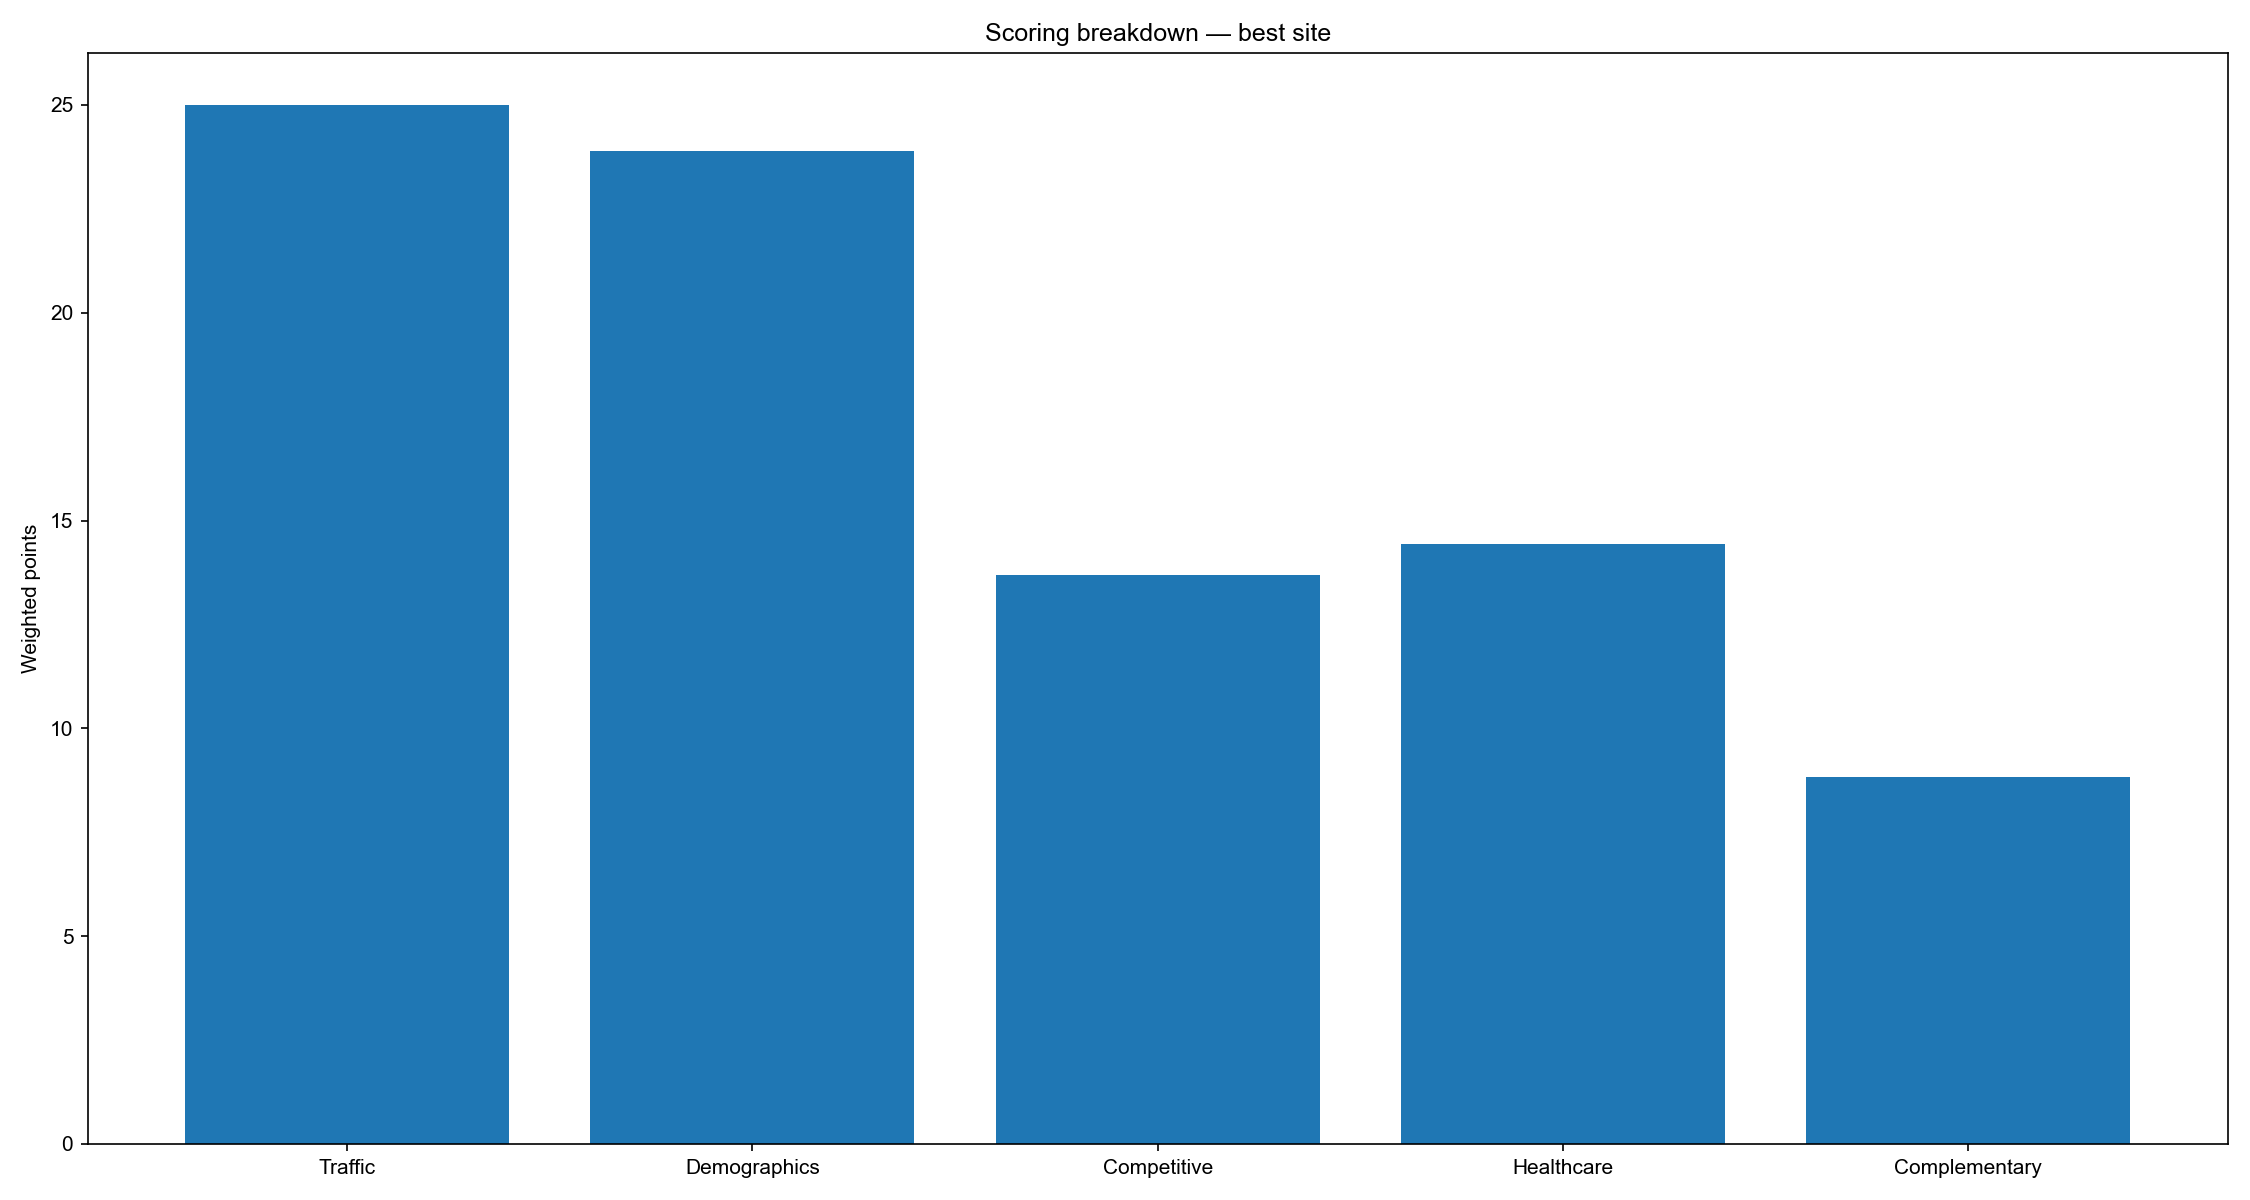 Scoring breakdown — best site
Weighted points
25
20
15
10
5
0
Traffic Demographics Competitive Healthcare Complementary